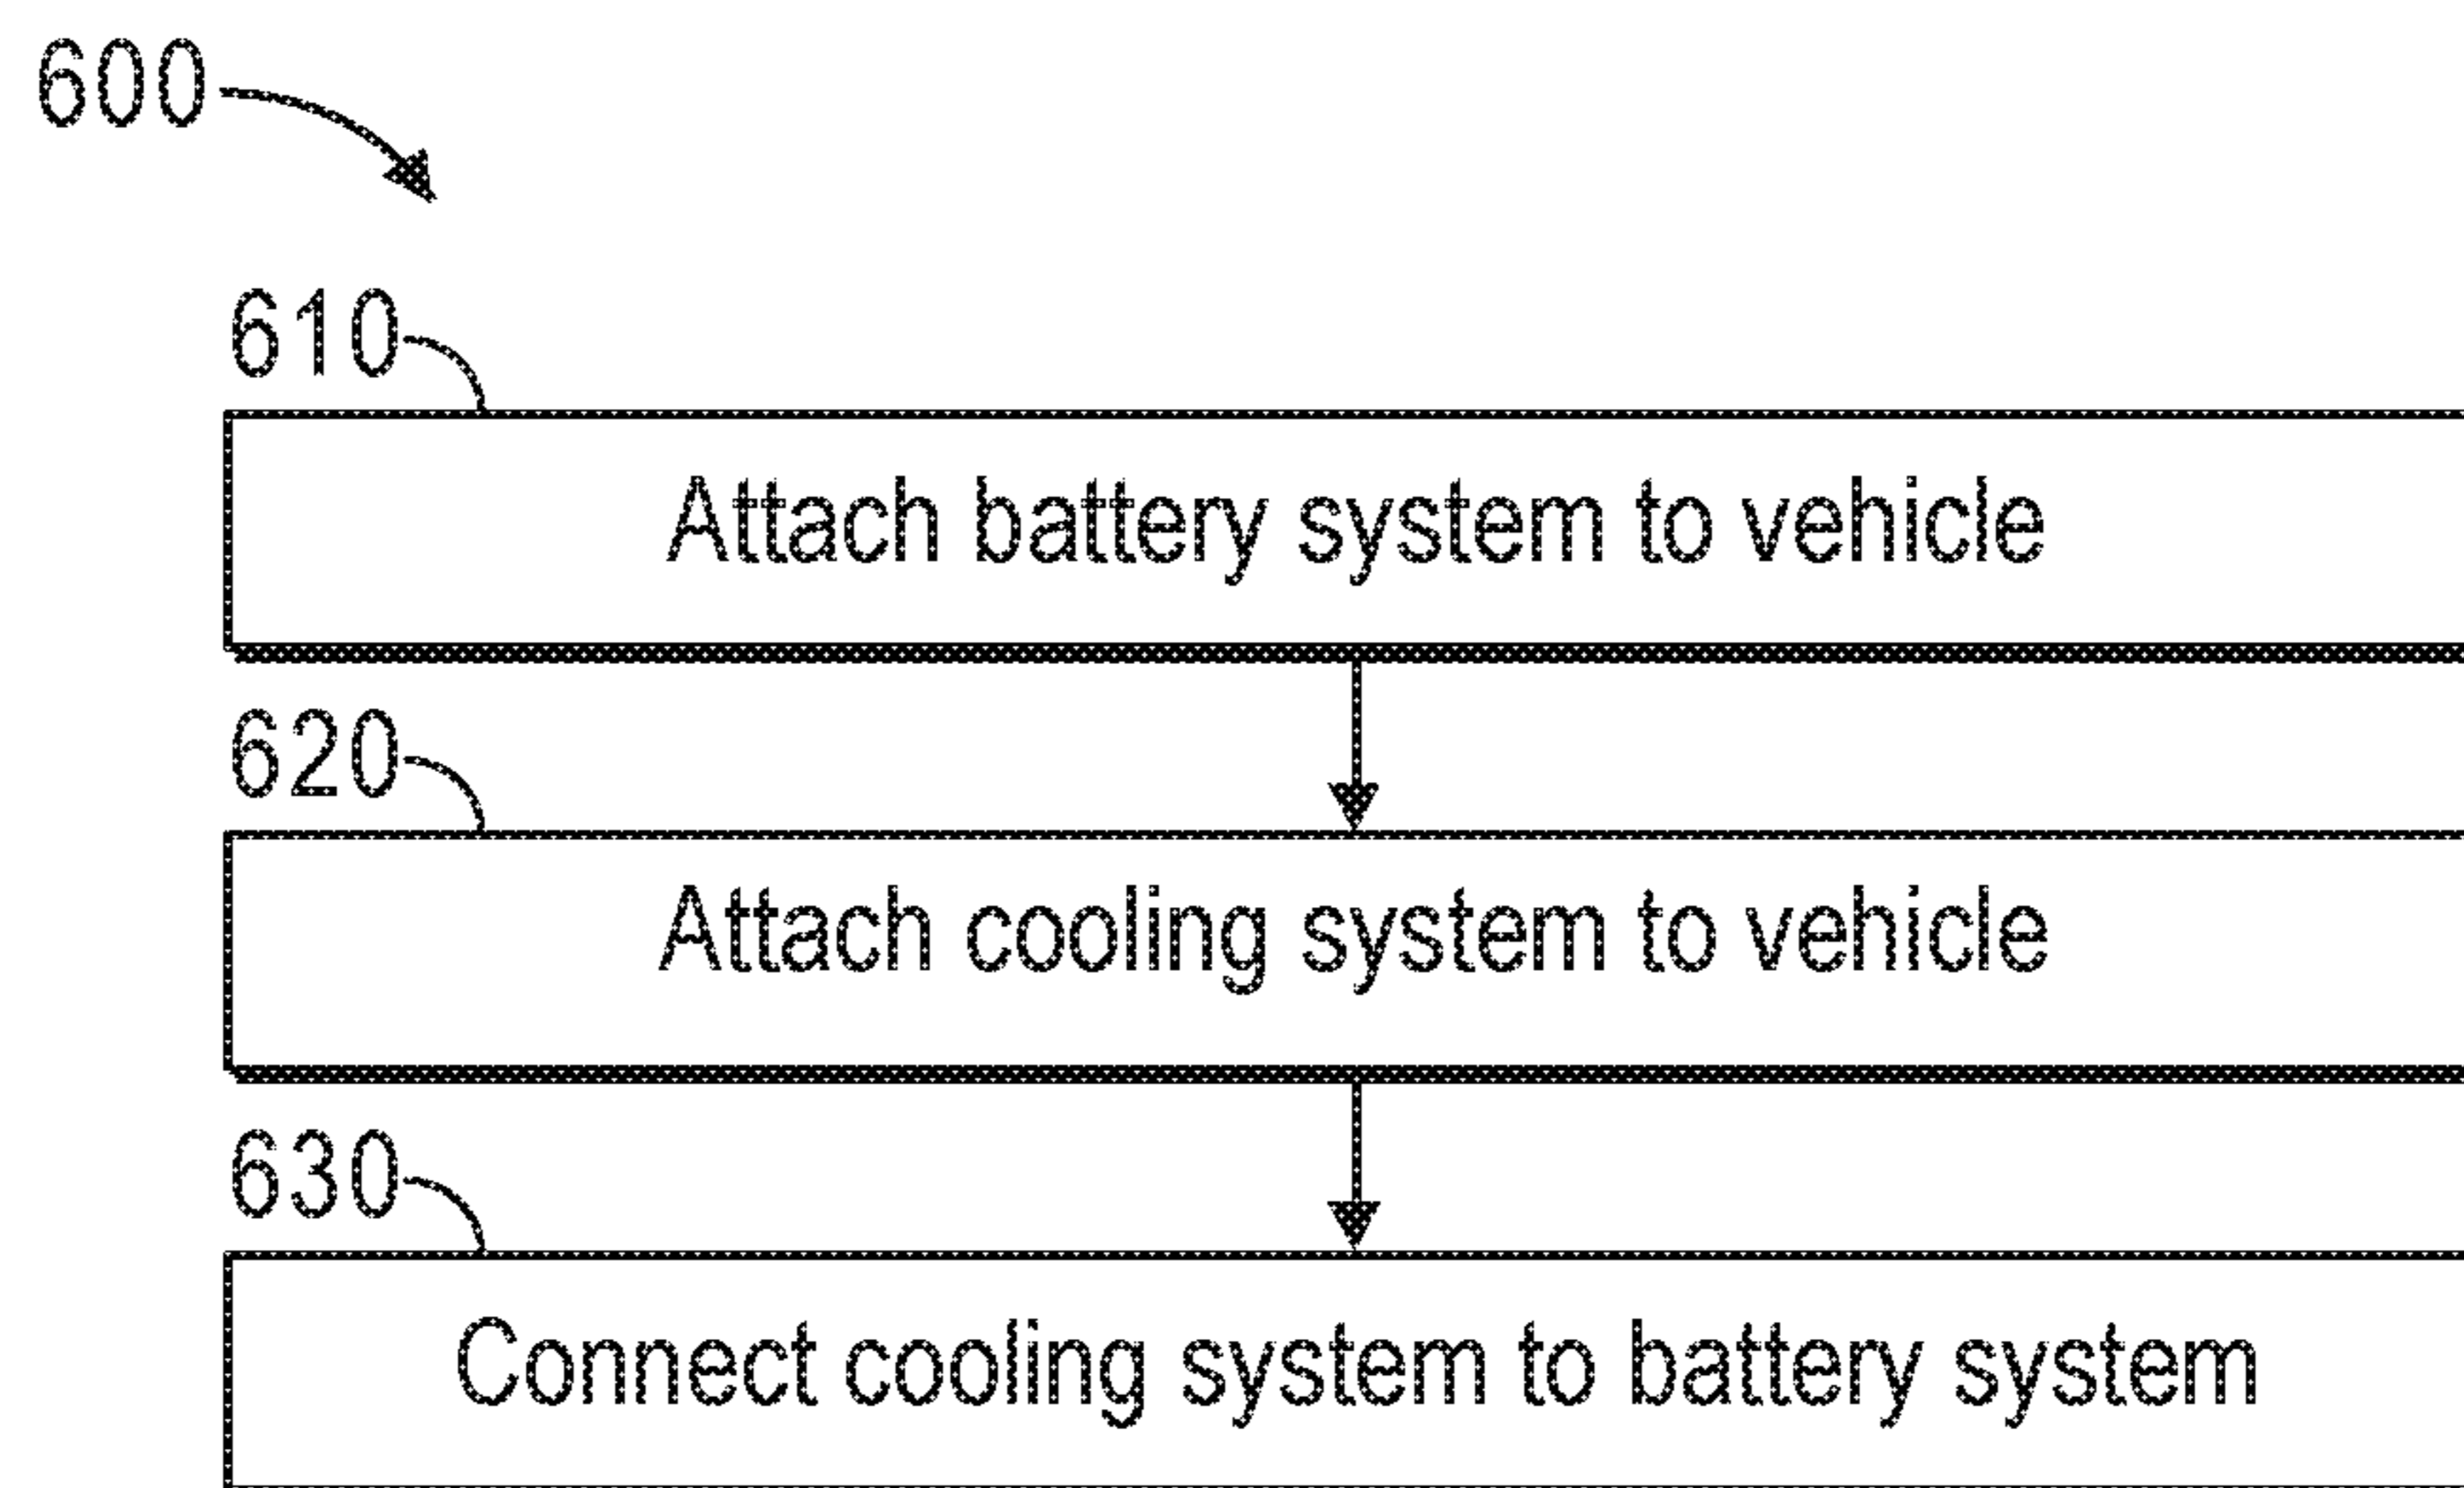 600
610
Attach battery system to vehicle
620
Attach cooling system to vehicle
630
Connect cooling system to battery system